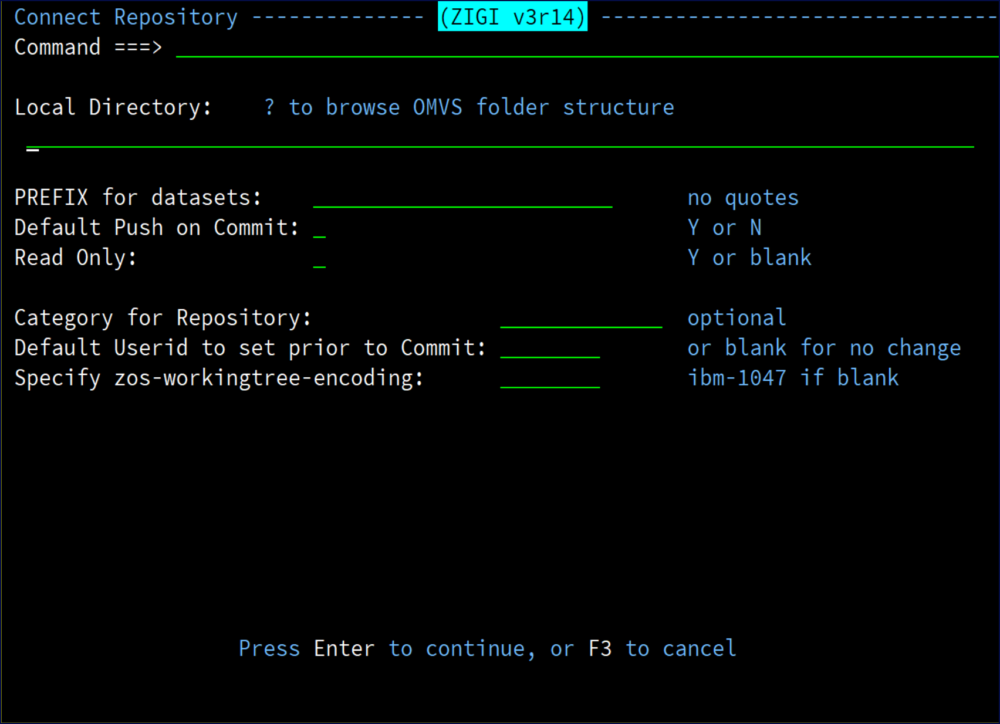 Connect Repository -------------- (ZIGI v3r14) --------------------------------
Command ===>
Local Directory:    ? to browse OMVS folder structure
PREFIX for datasets:    no quotes
Default Push on Commit: _    Y or N
Read Only:    _    Y or blank
Category for Repository:    optional
Default Userid to set prior to Commit:    or blank for no change
Specify zos-workingtree-encoding:    ibm-1047 if blank
Press Enter to continue, or F3 to cancel